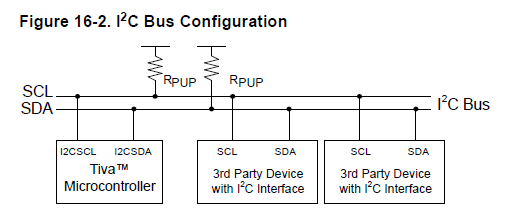 Figure 16-2. I²C Bus Configuration
RPUP RPUP
SCL
SDA
I²C Bus
I2CSCL I2CSDA
Tiva™
Microcontroller
SCL SDA
3rd Party Device
with I²C Interface
SCL SDA
3rd Party Device
with I²C Interface